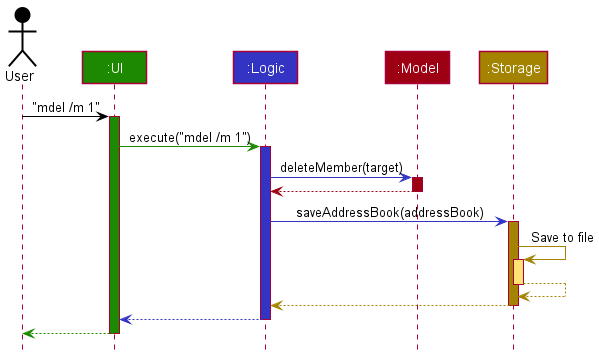 User
:UI
:Logic
:Model
:Storage
"mdel /m 1"
execute("mdel /m 1")
deleteMember(target)
saveAddressBook(addressBook)
Save to file